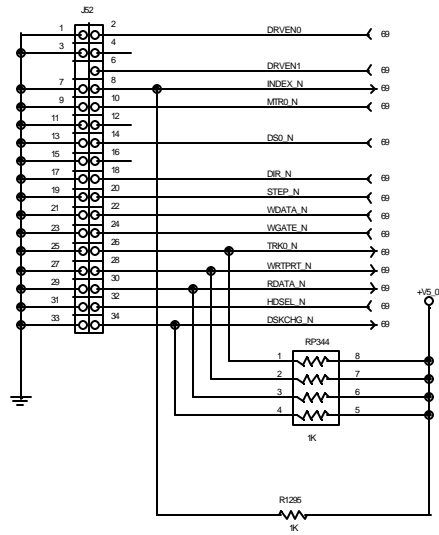 J52
1 2 DRVEN0 69
3 4
6 DRVEN1 69
7 8 INDEX_N 69
9 10 MTR0_N 69
11 12
13 14 DS0_N 69
15 16
17 18 DIR_N 69
19 20 STEP_N 69
21 22 WDATA_N 69
23 24 WGATE_N 69
25 26 TRK0_N 69
27 28 WRTPRT_N 69
29 30 RDATA_N 69
31 32 HDSEL_N 69
33 34 DSKCHG_N 69
+V5_0
RP344
1 8
2 7
3 6
4 5
1K
R1295
1K